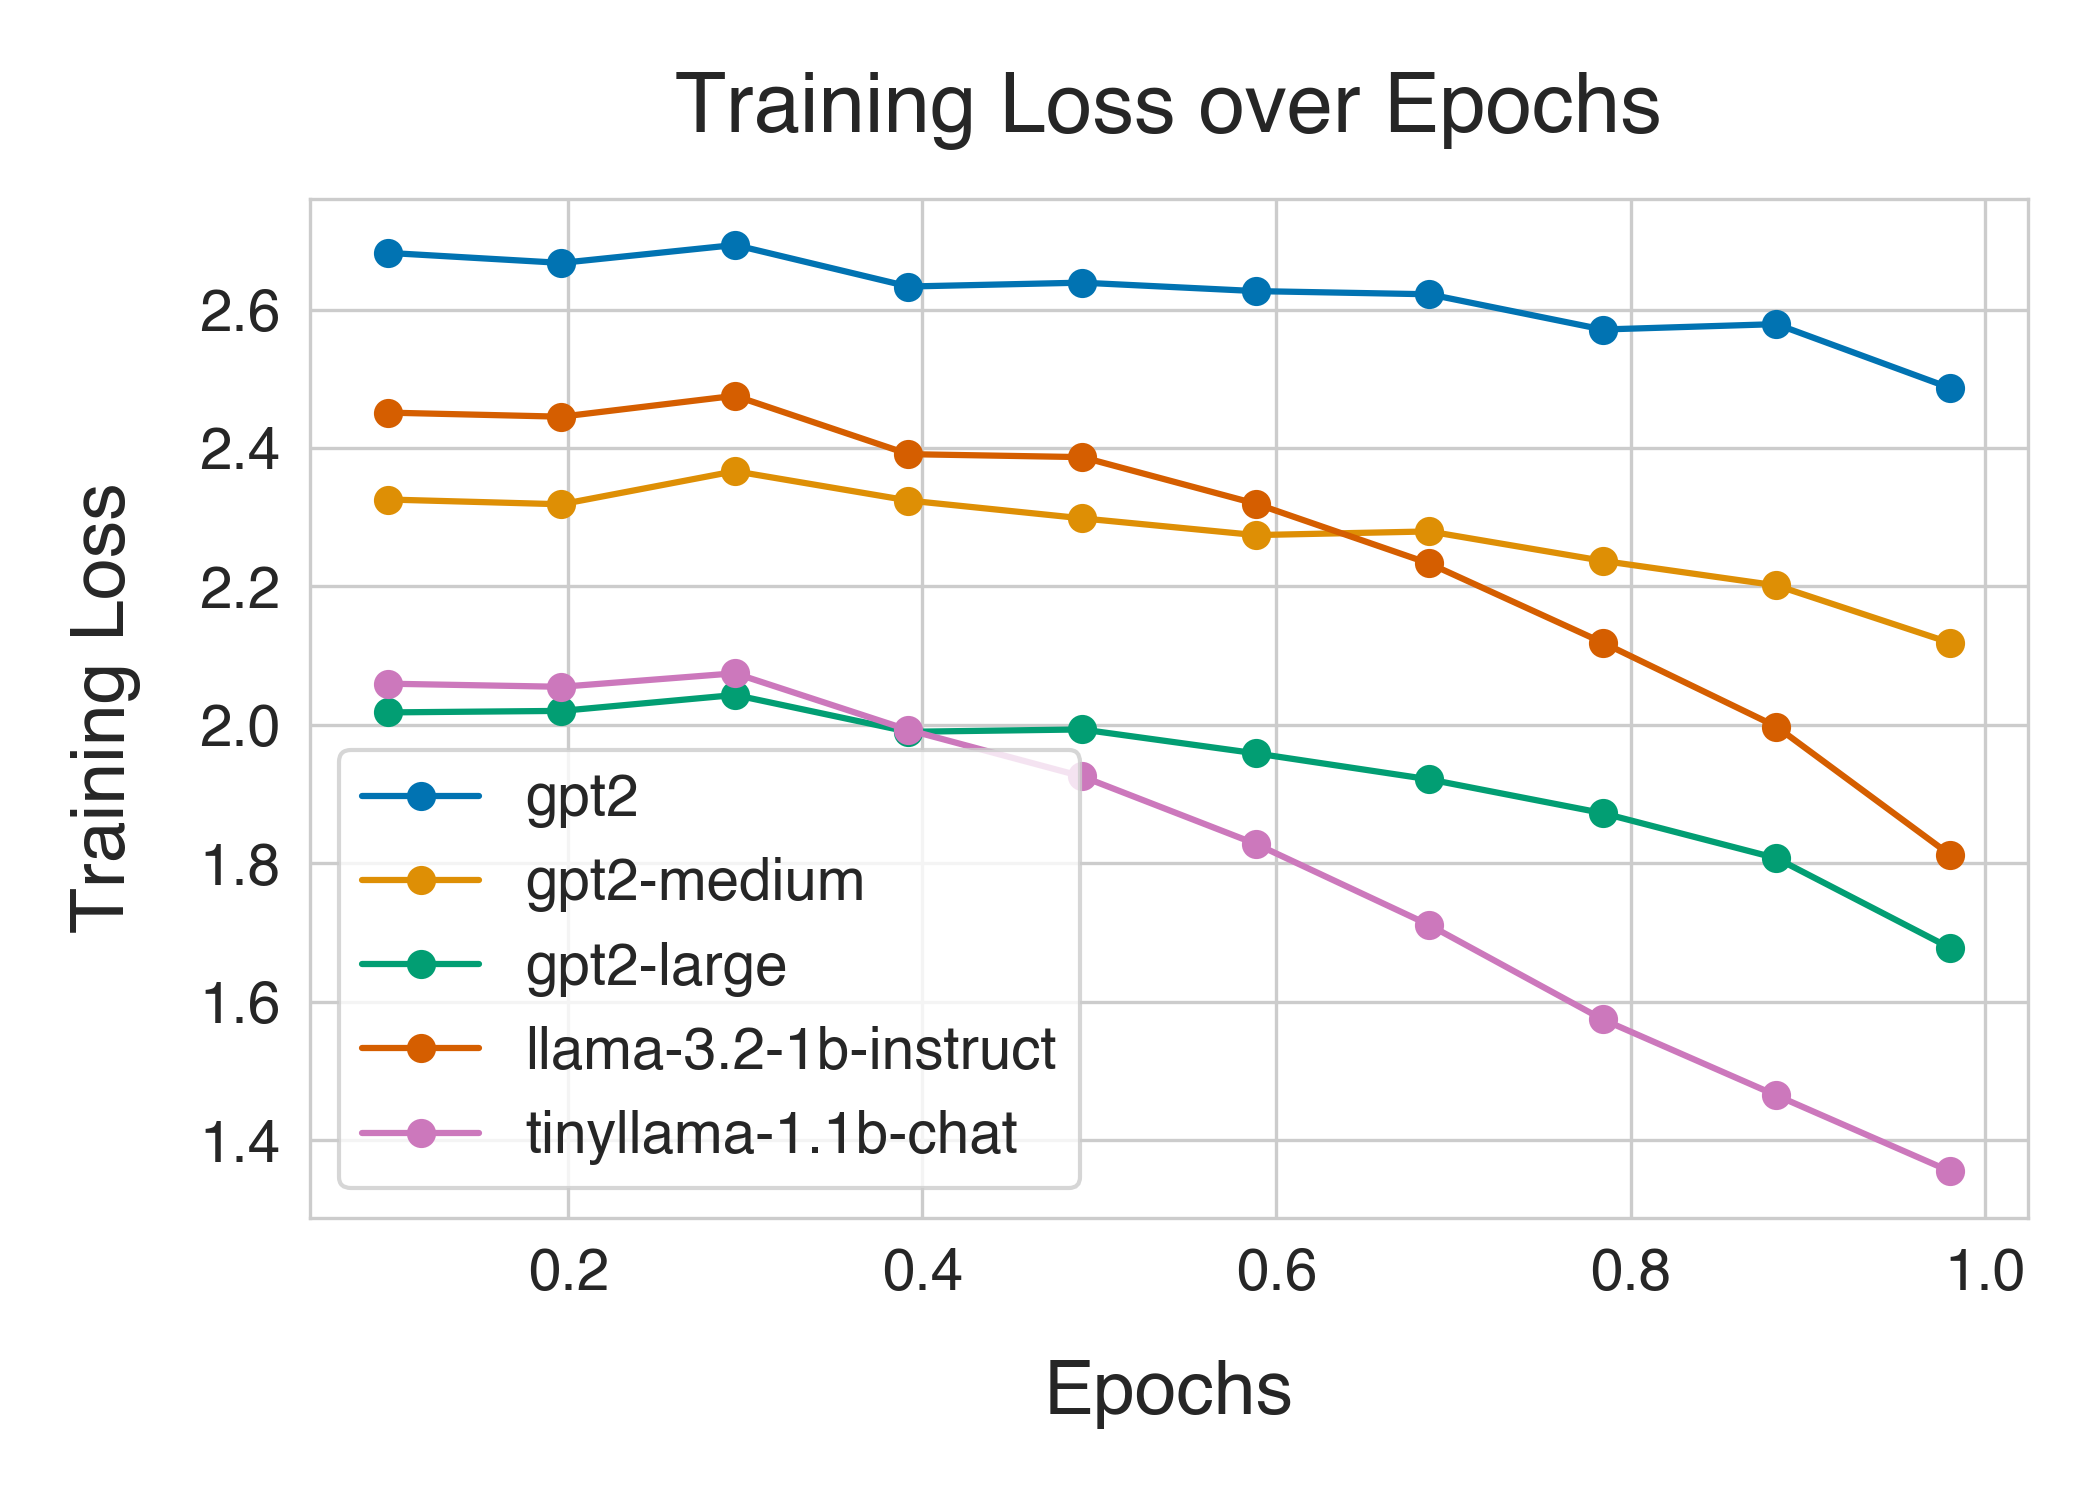 Training Loss over Epochs
Training Loss
2.6
2.4
2.2
2.0
1.8
1.6
1.4
gpt2
gpt2-medium
gpt2-large
llama-3.2-1b-instruct
tinyllama-1.1b-chat
0.2 0.4 0.6 0.8 1.0
Epochs